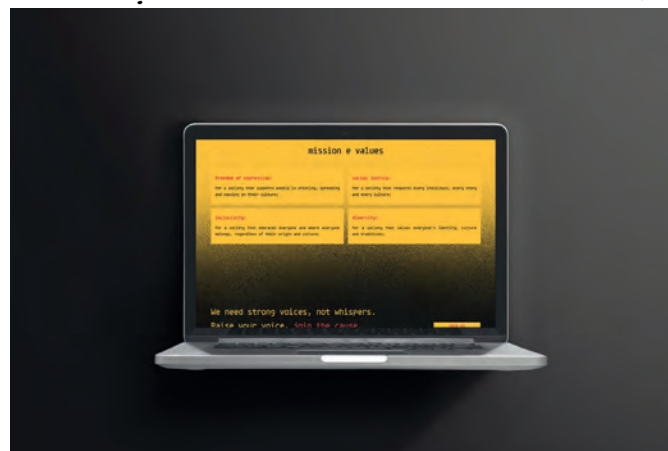 mission e values
freedom of expression:
for a society that supports people in creating, spreading
and having in their culture;
social justice:
for a society that respects every individual, every story
and every culture;
inclusivity:
for a society that embraces everyone and where everyone
belongs, regardless of their origin and culture;
diversity:
for a society that values everyone's identity, culture
and traditions;
We need strong voices, not whispers.
Raise your voice. Join the cause